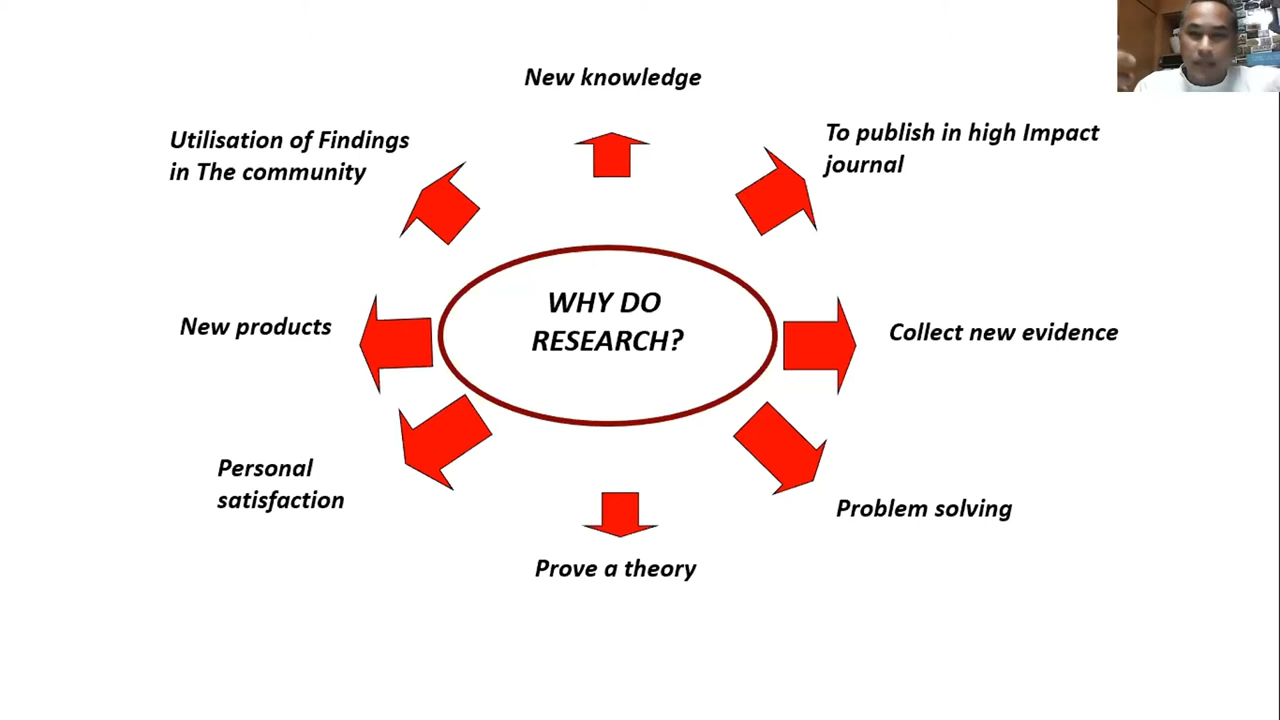 New knowledge
To publish in high Impact
journal
Utilisation of Findings
in The community
WHY DO
RESEARCH?
New products
Collect new evidence
Personal
satisfaction
Problem solving
Prove a theory